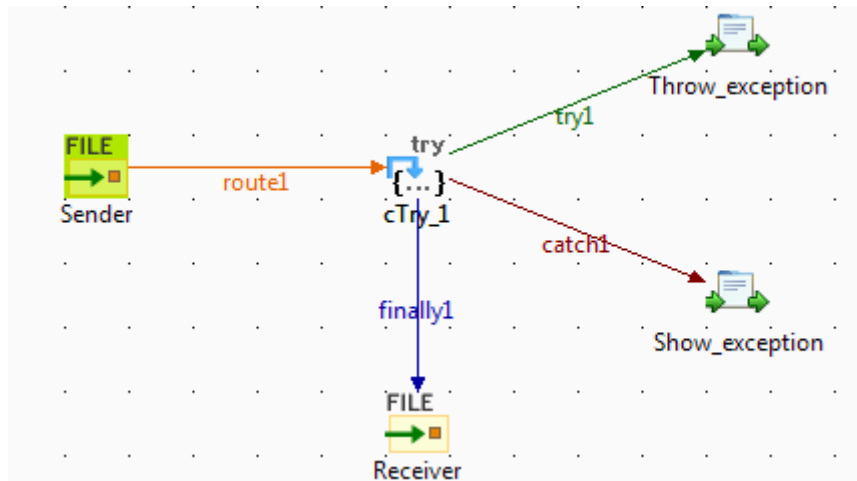 Throw_exception
try1
FILE
try
route1
{...}
Sender
cTry_1
catch1
finally1
Show_exception
FILE
Receiver